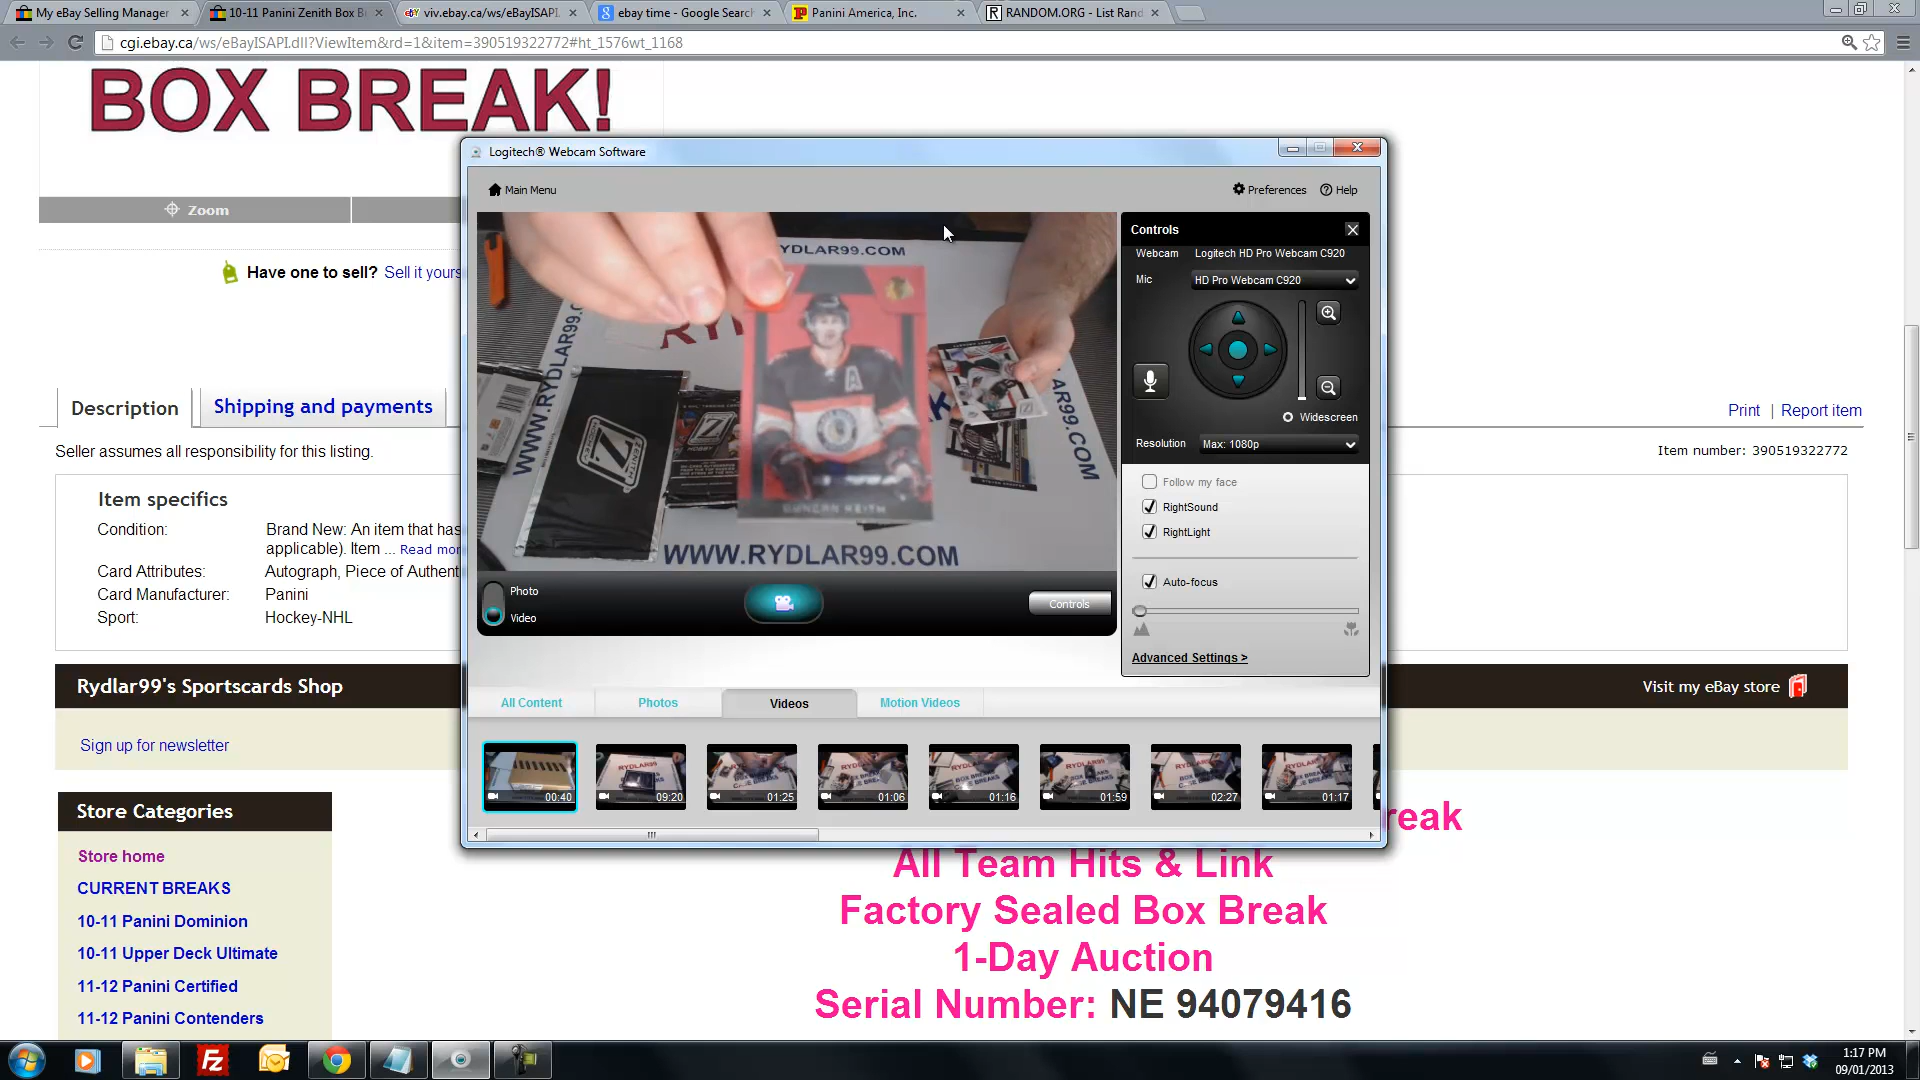 My eBay Selling Manager
10-11 Panini Zenith Box B
viv.ebay.ca/ws/eBayISAPI.
ebay time - Google Search
Panini America, Inc.
RANDOM.ORG - List Rand
cgi.ebay.ca/ws/eBayISAPI.dll?ViewItem&rd=1&item=390519322772#ht_1576wt_1168
BOX BREAK!
Zoom
Have one to sell? Sell it yours
Description
Shipping and payments
Print | Report item
Seller assumes all responsibility for this listing.
Item number: 390519322772
Item specifics
Condition: Brand New: An item that has
applicable). Item ... Read mor
Card Attributes: Autograph, Piece of Authent
Card Manufacturer: Panini
Sport: Hockey-NHL
Rydlar99's Sportscards Shop
Visit my eBay store
Sign up for newsletter
Store Categories
Store home
CURRENT BREAKS
10-11 Panini Dominion
10-11 Upper Deck Ultimate
11-12 Panini Certified
11-12 Panini Contenders
Logitech® Webcam Software
Main Menu
Preferences
Help
RYDLAR99.COM
WWW.RYDLAR99.COM
DUNCAN KEITH
WWW.RYDLAR99.COM
Photo
Video
Controls
Controls
Webcam Logitech HD Pro Webcam C920
Mic HD Pro Webcam C920
Widescreen
Resolution Max: 1080p
Follow my face
RightSound
RightLight
Auto-focus
Advanced Settings >
All Content
Photos
Videos
Motion Videos
00:40
09:20
01:25
01:06
01:16
01:59
02:27
01:17
reak
All Team Hits & Link
Factory Sealed Box Break
1-Day Auction
Serial Number: NE 94079416
1:17 PM
09/01/2013